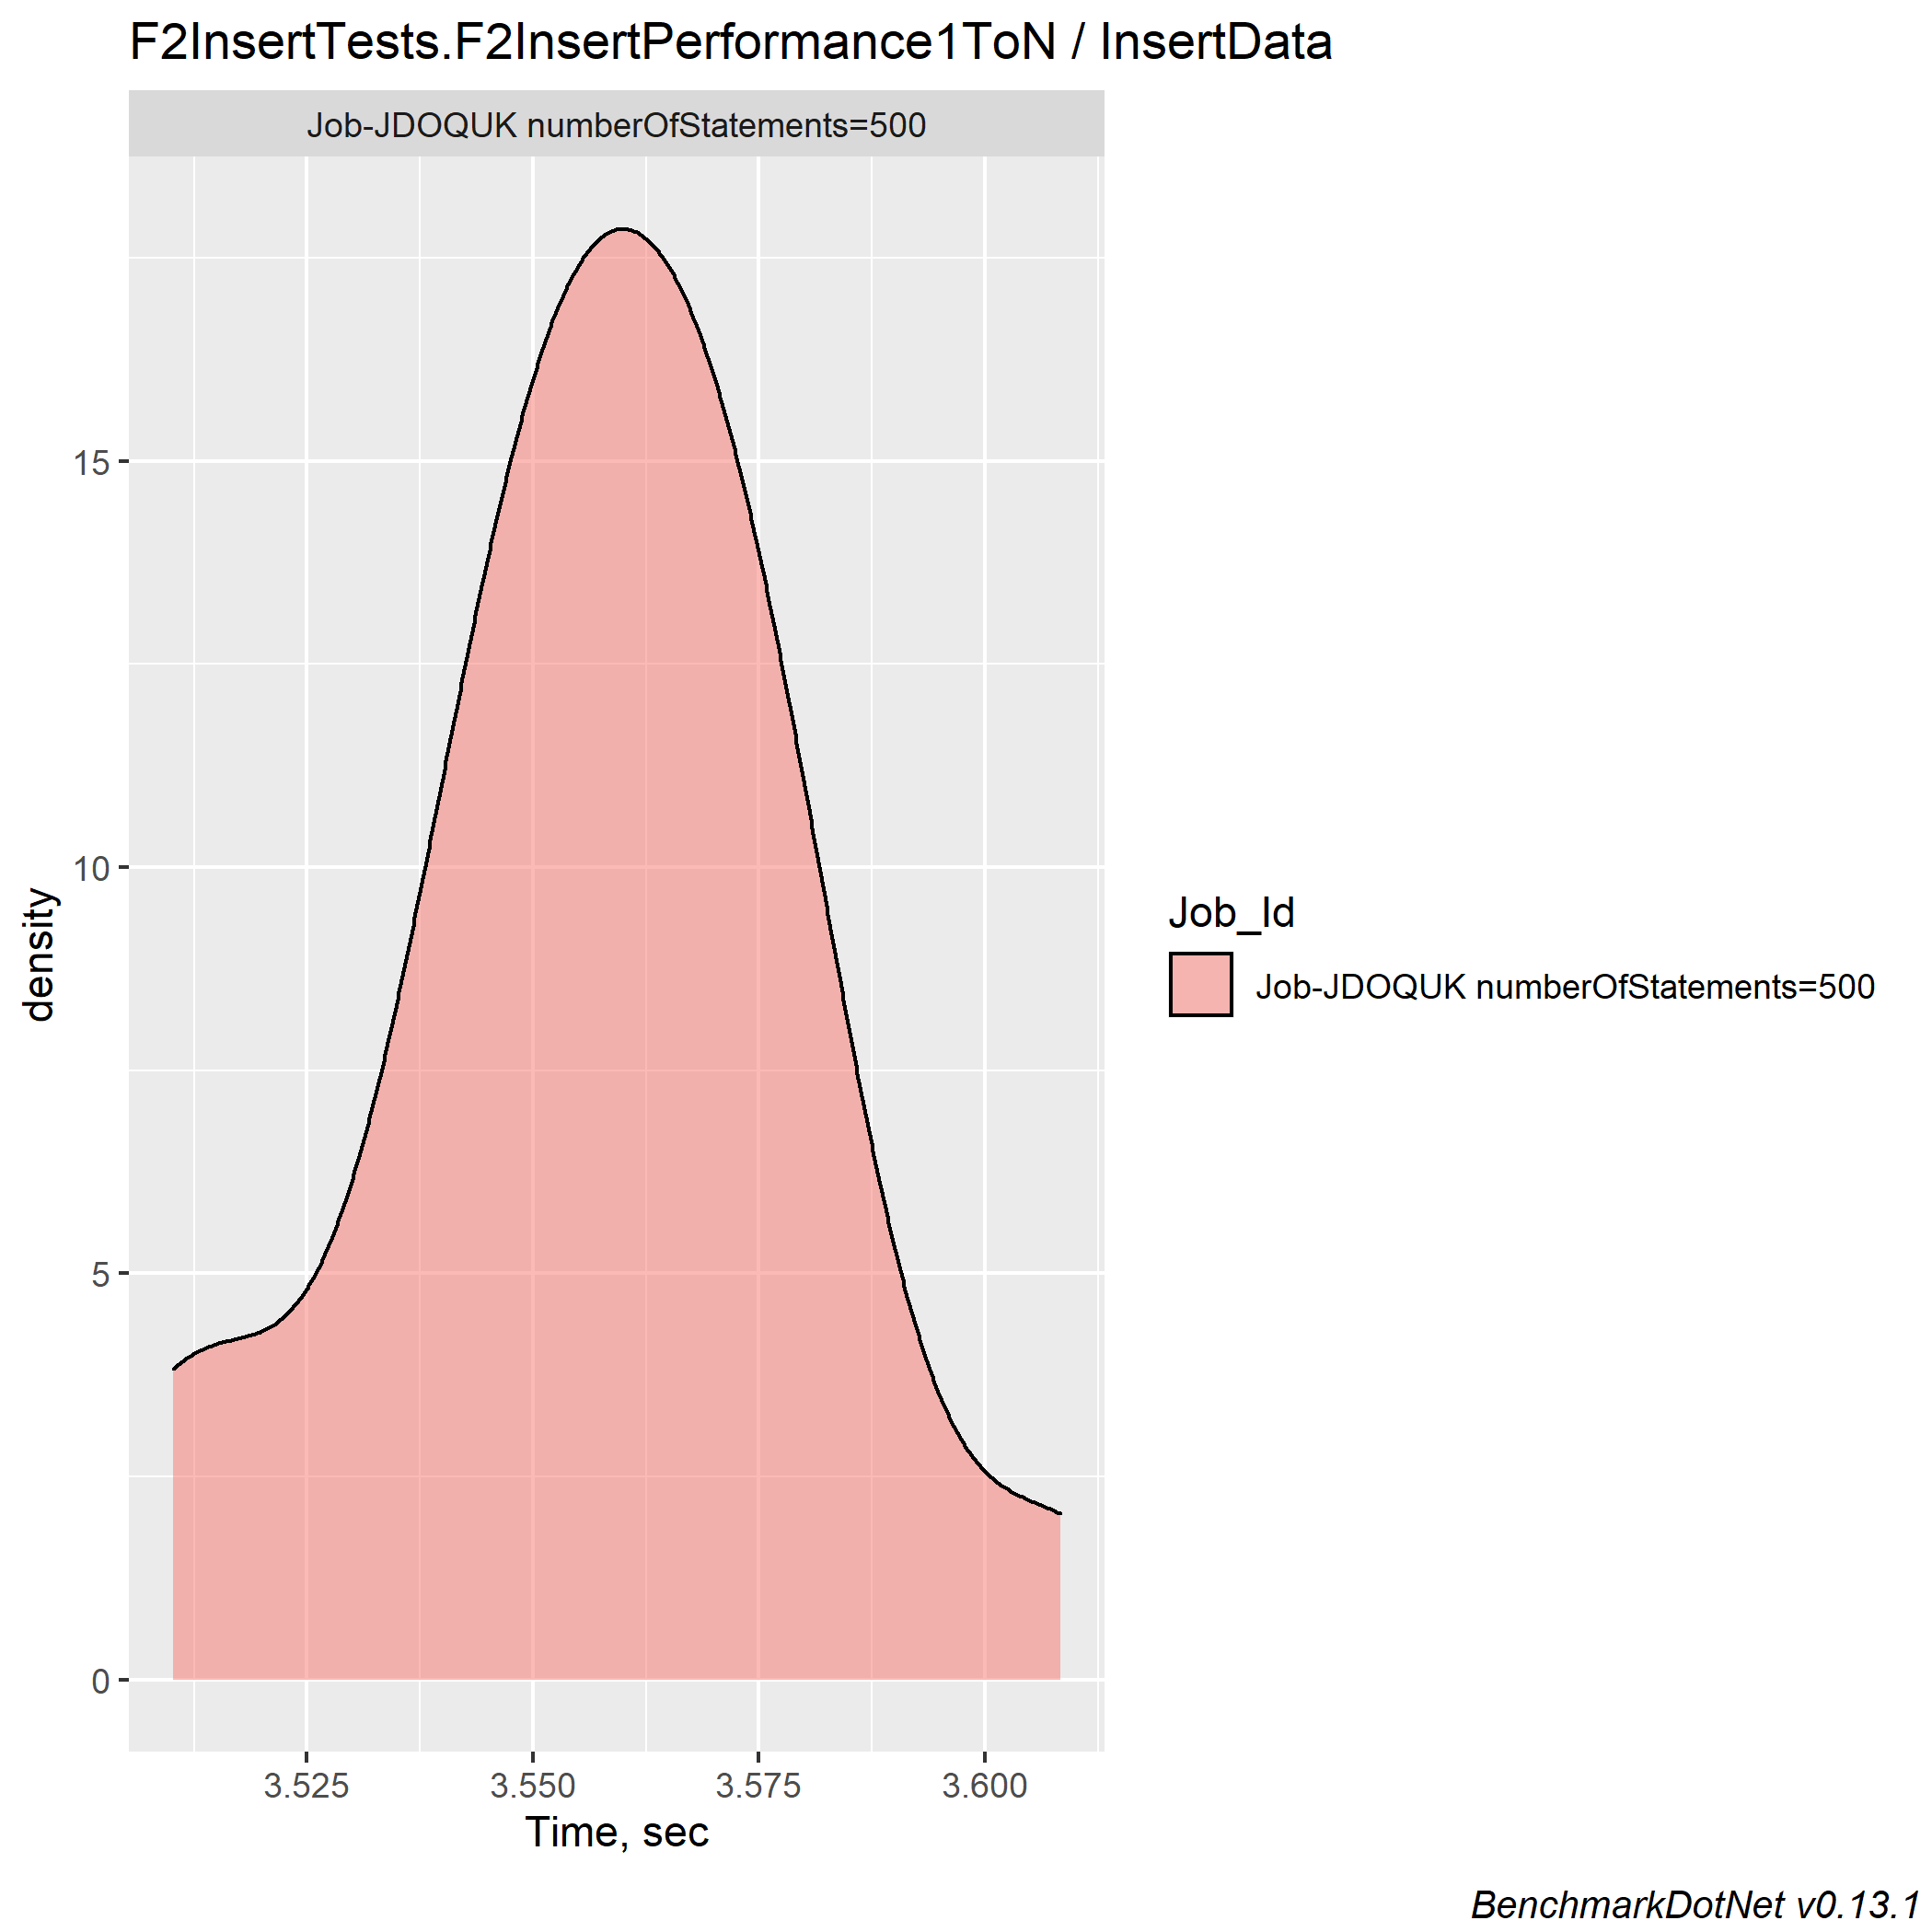 F2InsertTests.F2InsertPerformance1ToN / InsertData
Job-JDOQUK numberOfStatements=500
15
10
5
0
density
3.525 3.550 3.575 3.600
Time, sec
Job_Id
Job-JDOQUK numberOfStatements=500
BenchmarkDotNet v0.13.1